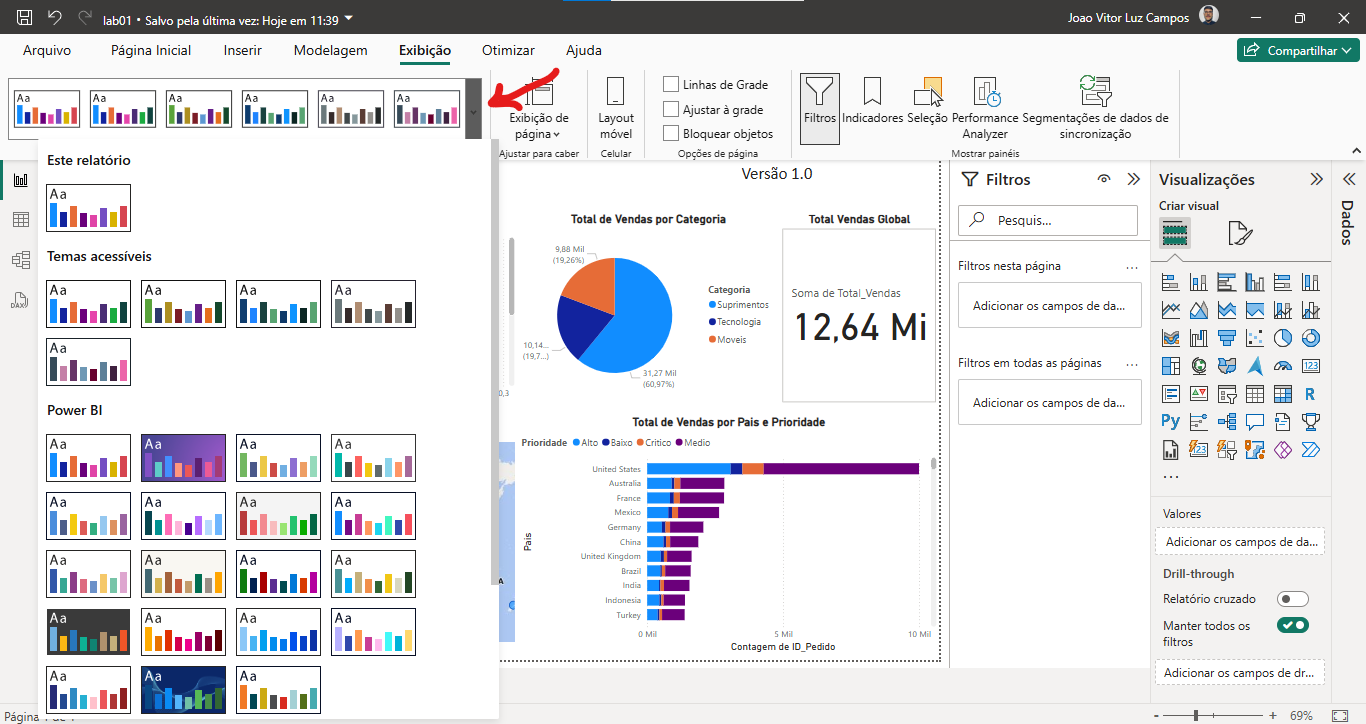 lab01 • Salvo pela última vez: Hoje em 11:39
Joao Vitor Luz Campos
Arquivo
Página Inicial
Inserir
Modelagem
Exibição
Otimizar
Ajuda
Compartilhar
Aa Aa Aa Aa Aa Aa
Exibição de
página
Ajustar para caber
Layout
móvel
Celular
Linhas de Grade
Ajustar à grade
Bloquear objetos
Opções de página
Filtros
Indicadores
Seleção
Performance
Analyzer
Segmentações de dados de
sincronização
Mostrar painéis
Este relatório
Aa
Temas acessíveis
Aa Aa Aa Aa
Aa
Power BI
Aa Aa Aa Aa
Aa Aa Aa Aa
Aa Aa Aa Aa
Aa Aa Aa Aa
Aa Aa Aa
DAX
Versão 1.0
Total de Vendas por Categoria
9,88 Mil
(19,26%)
10,14...
(19,7...)
31,27 Mil
(60,97%)
Categoria
Suprimentos
Tecnologia
Moveis
0,3
Total Vendas Global
Soma de Total_Vendas
12,64 Mi
Total de Vendas por Pais e Prioridade
Prioridade Alto Baixo Critico Medio
Pais
United States
Australia
France
Mexico
Germany
China
United Kingdom
Brazil
India
Indonesia
Turkey
0 Mil 5 Mil 10 Mil
Contagem de ID_Pedido
A
Filtros
Pesquis...
Filtros nesta página ...
Adicionar os campos de da...
Filtros em todas as páginas ...
Adicionar os campos de da...
Visualizações
Criar visual
123
R
Py
123
...
Valores
Adicionar os campos de da...
Drill-through
Relatório cruzado
Manter todos os
filtros
Adicionar os campos de dr...
Dados
- + 69%